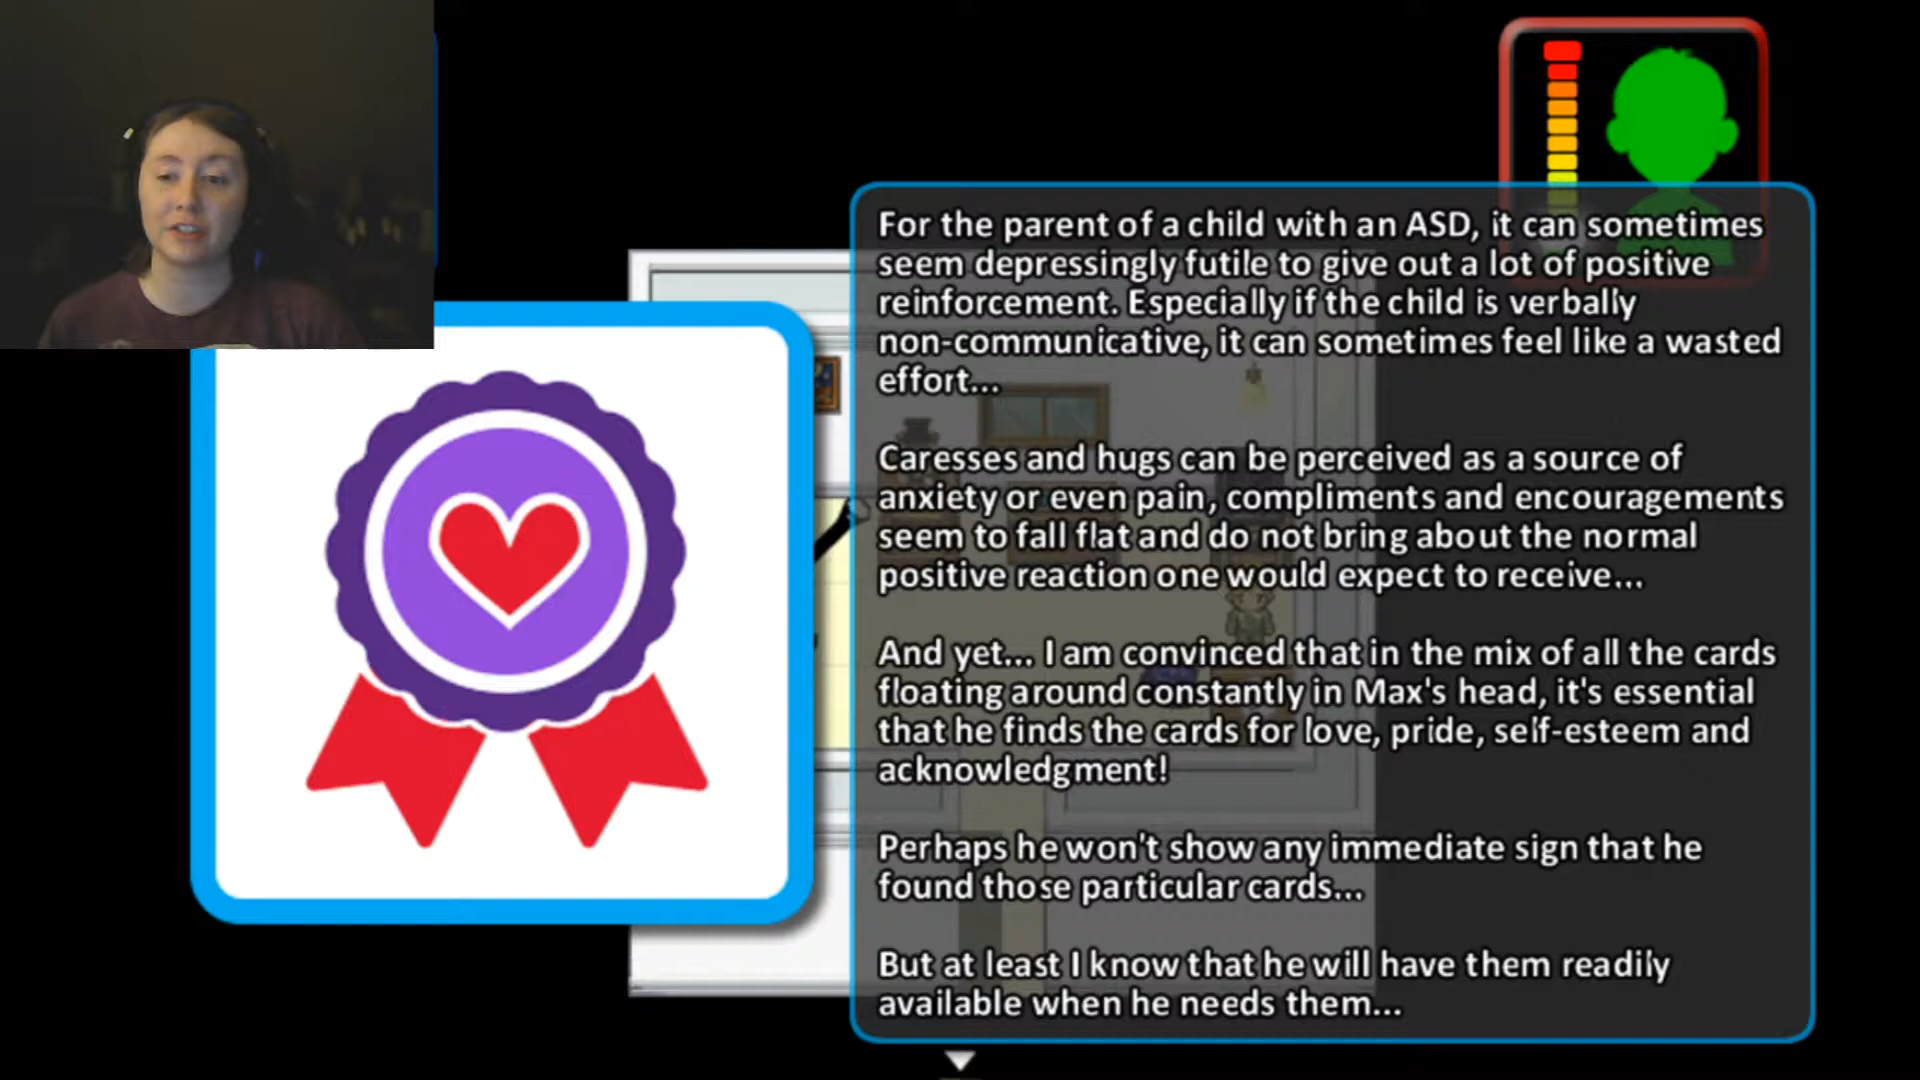 For the parent of a child with an ASD, it can sometimes
seem depressingly futile to give out a lot of positive
reinforcement. Especially if the child is verbally
non-communicative, it can sometimes feel like a wasted
effort...
Caresses and hugs can be perceived as a source of
anxiety or even pain, compliments and encouragements
seem to fall flat and do not bring about the normal
positive reaction one would expect to receive...
And yet... I am convinced that in the mix of all the cards
floating around constantly in Max's head, it's essential
that he finds the cards for love, pride, self-esteem and
acknowledgment!
Perhaps he won't show any immediate sign that he
found those particular cards...
But at least I know that he will have them readily
available when he needs them...